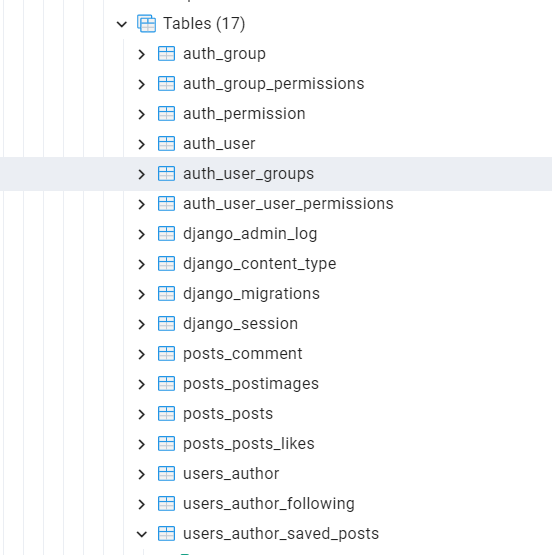 Tables (17)
auth_group
auth_group_permissions
auth_permission
auth_user
auth_user_groups
auth_user_user_permissions
django_admin_log
django_content_type
django_migrations
django_session
posts_comment
posts_postimages
posts_posts
posts_posts_likes
users_author
users_author_following
users_author_saved_posts